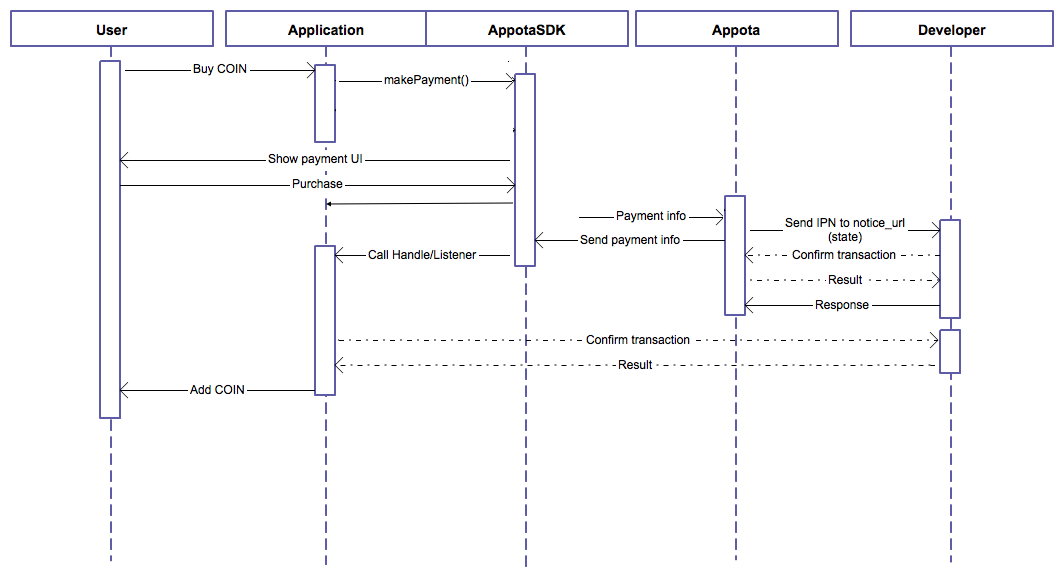 User
Application
AppotaSDK
Appota
Developer
Buy COIN
makePayment()
Show payment UI
Purchase
Payment info
Send IPN to notice_url
(state)
Send payment info
Call Handle/Listener
Confirm transaction
Result
Response
Confirm transaction
Result
Add COIN